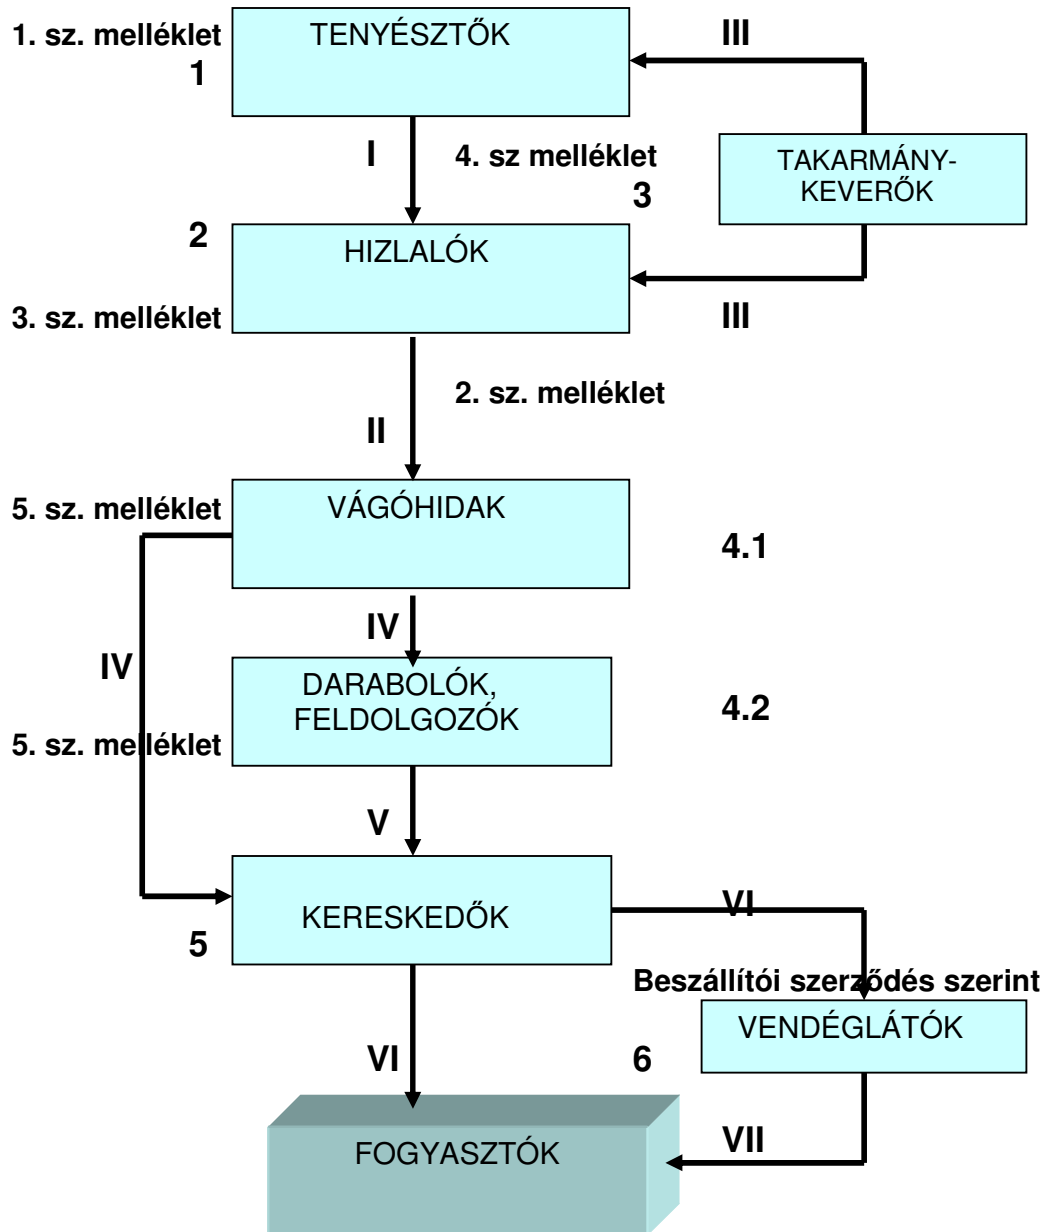 1. sz. melléklet
TENYÉSZTŐK
III
1
I
4. sz melléklet
TAKARMÁNY-
KEVERŐK
3
2
HIZLALÓK
3. sz. melléklet
III
2. sz. melléklet
II
5. sz. melléklet
VÁGÓHIDAK
4.1
IV
IV
DARABOLÓK,
FELDOLGOZÓK
4.2
5. sz. melléklet
V
KERESKEDŐK
VI
5
Beszállítói szerződés szerint
VENDÉGLÁTÓK
VI
6
FOGYASZTÓK
VII